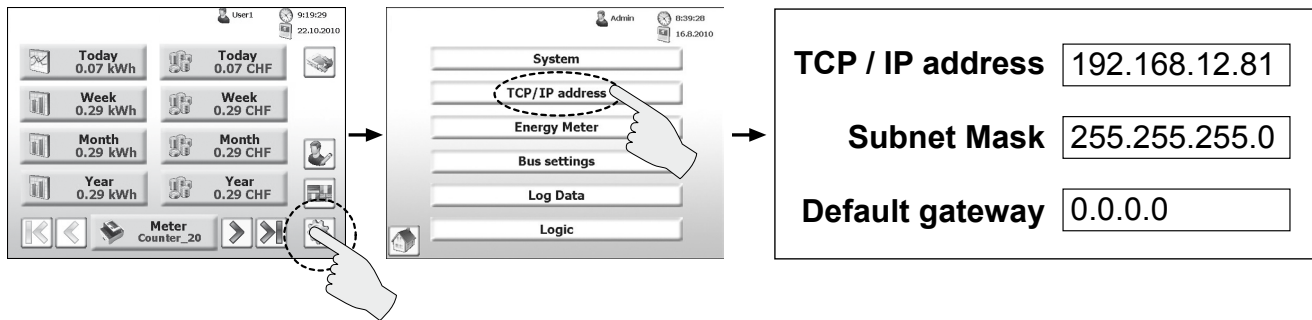 User1
9:19:29
22.10.2010
Today
0.07 kWh
Today
0.07 CHF
Week
0.29 kWh
Week
0.29 CHF
Month
0.29 kWh
Month
0.29 CHF
Year
0.29 kWh
Year
0.29 CHF
Meter
Counter_20
Admin
8:39:28
16.8.2010
System
TCP/IP address
Energy Meter
Bus settings
Log Data
Logic
TCP / IP address 192.168.12.81
Subnet Mask 255.255.255.0
Default gateway 0.0.0.0